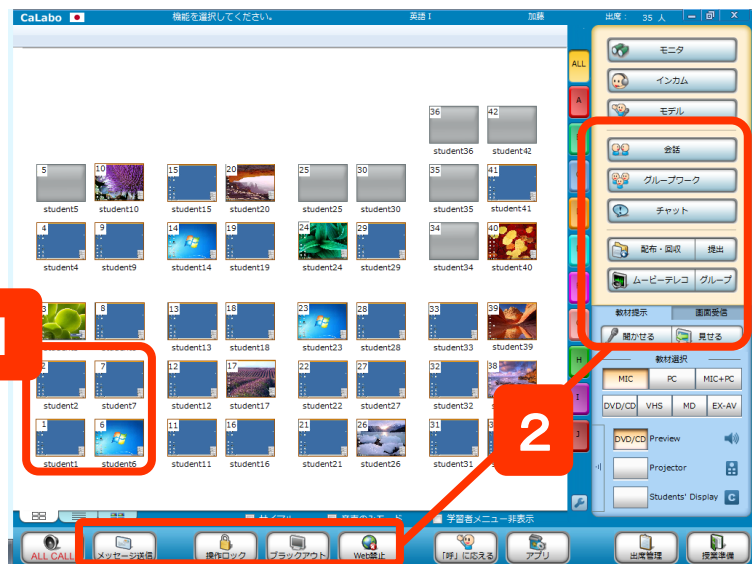 CaLabo 機能を選択してください。 英語 I 加藤 出席： 35 人
モニタ
ALL
インカム
A
モデル
36 42
student36 student42
会話
5 10 15 20 25 30 35 41
グループワーク
student5 student10 student15 student20 student25 student30 student35 student41
チャット
4 9 14 19 24 29 34 40
配布・回収 提出
student4 student9 student14 student19 student24 student29 student34 student40
ムービーテレコ グループ
3 8 13 18 23 28 33 39
教材提示 画面受信
聞かせる 見せる
student13 student18 student23 student28 student33 student39
教材選択
H
2 7 12 17 22 27 32 38
MIC PC MIC+PC
student2 student7 student12 student17 student22 student27 student32
I
DVD/CD VHS MD EX-AV
1 6 11 16 21 26 31
2
J
DVD/CD Preview
student1 student6 student11 student16 student21 student26 student31
Projector
Students' Display C
学習者メニュー非表示
ALL CALL メッセージ送信 操作ロック ブラックアウト Web禁止 「呼」に応える アプリ 出席管理 授業準備